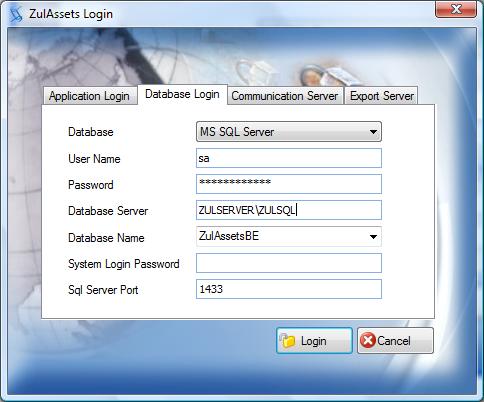 ZulAssets Login
Application Login Database Login Communication Server Export Server
Database MS SQL Server
User Name sa
Password ************
Database Server ZULSERVER\ZULSQL
Database Name ZulAssetsBE
System Login Password
Sql Server Port 1433
Login Cancel